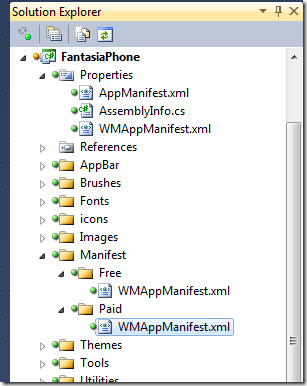 Solution Explorer
FantasiaPhone
Properties
AppManifest.xml
AssemblyInfo.cs
WMAppManifest.xml
References
AppBar
Brushes
Fonts
icons
Images
Manifest
Free
WMAppManifest.xml
Paid
WMAppManifest.xml
Themes
Tools
Utilities